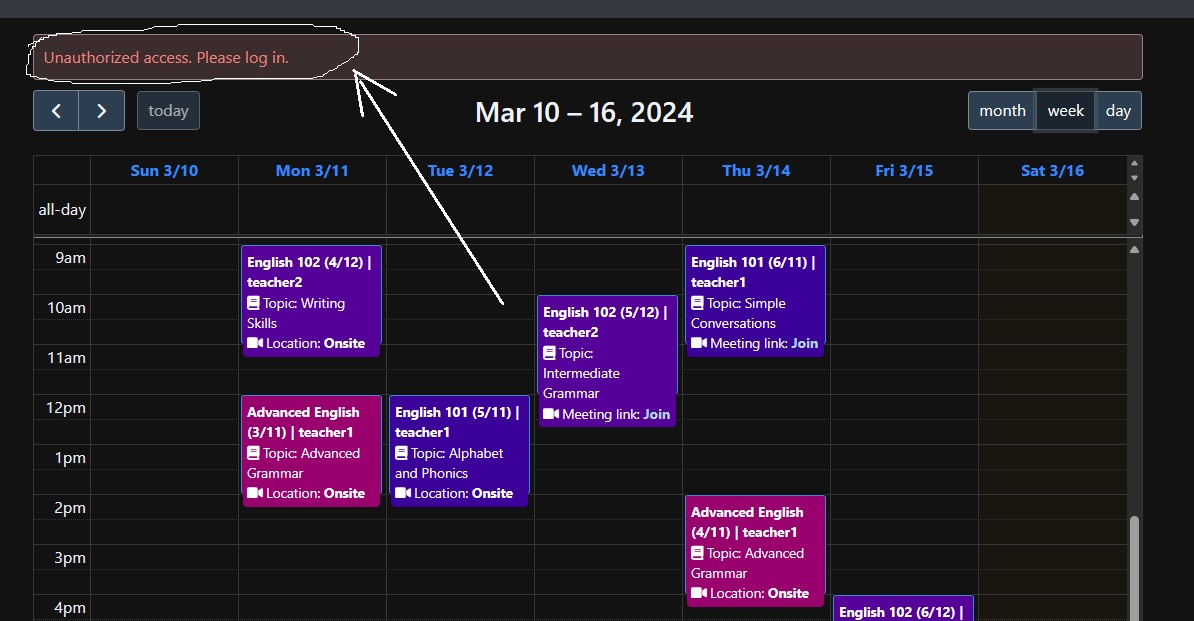 Unauthorized access. Please log in.
today
Mar 10 – 16, 2024
month week day
Sun 3/10 Mon 3/11 Tue 3/12 Wed 3/13 Thu 3/14 Fri 3/15 Sat 3/16
all-day
9am
10am
11am
12pm
1pm
2pm
3pm
4pm
English 102 (4/12) |
teacher2
Topic: Writing
Skills
Location: Onsite
Advanced English
(3/11) | teacher1
Topic: Advanced
Grammar
Location: Onsite
English 101 (5/11) |
teacher1
Topic: Alphabet
and Phonics
Location: Onsite
English 102 (5/12) |
teacher2
Topic:
Intermediate
Grammar
Meeting link: Join
English 101 (6/11) |
teacher1
Topic: Simple
Conversations
Meeting link: Join
Advanced English
(4/11) | teacher1
Topic: Advanced
Grammar
Location: Onsite
English 102 (6/12) |